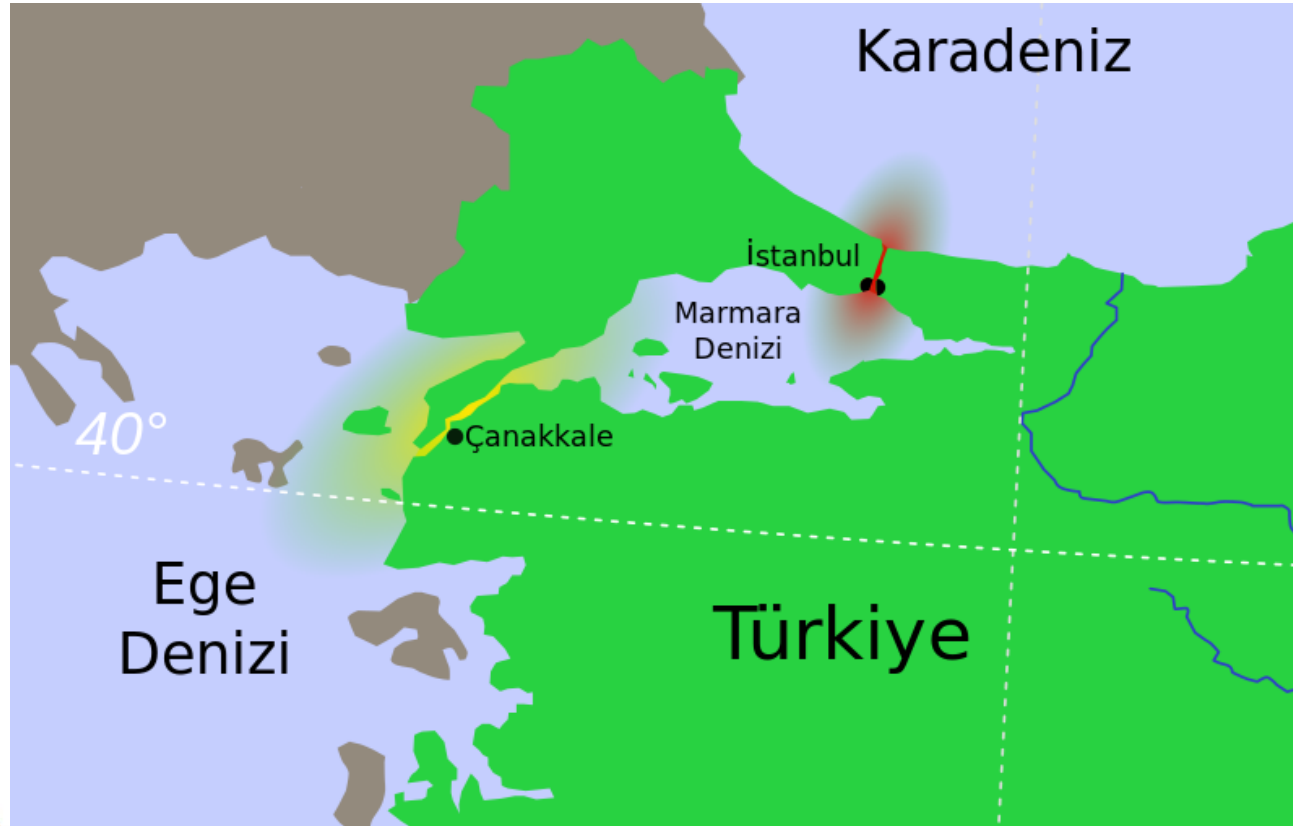 Karadeniz
İstanbul
Marmara
Denizi
40°
Çanakkale
Ege
Denizi
Türkiye